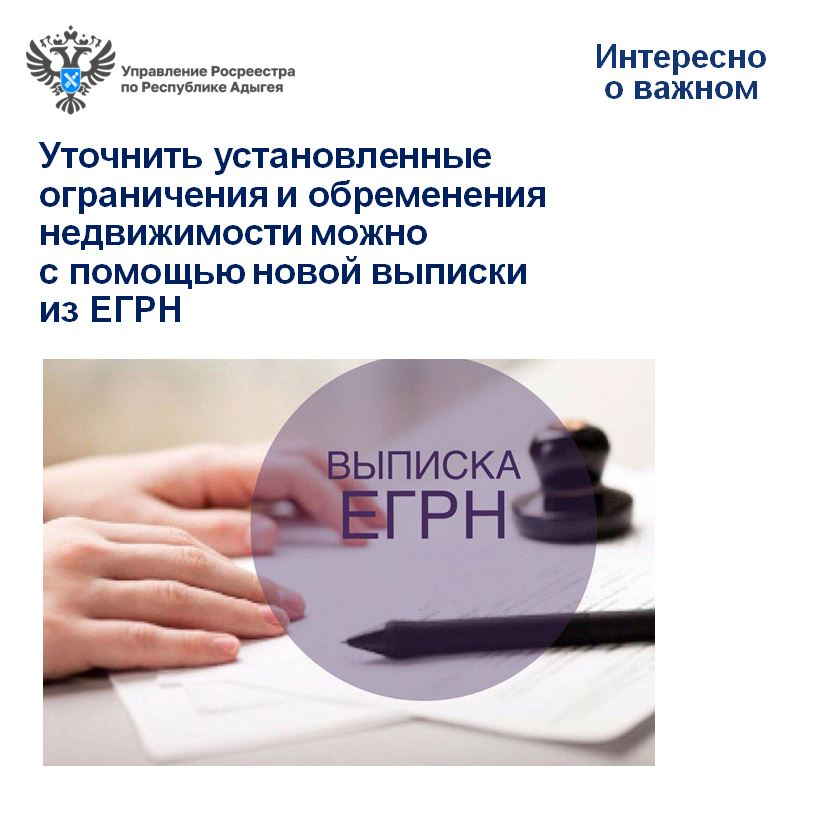 Управление Росреестра
по Республике Адыгея
Интересно
о важном
Уточнить установленные
ограничения и обременения
недвижимости можно
с помощью новой выписки
из ЕГРН
ВЫПИСКА
ЕГРН